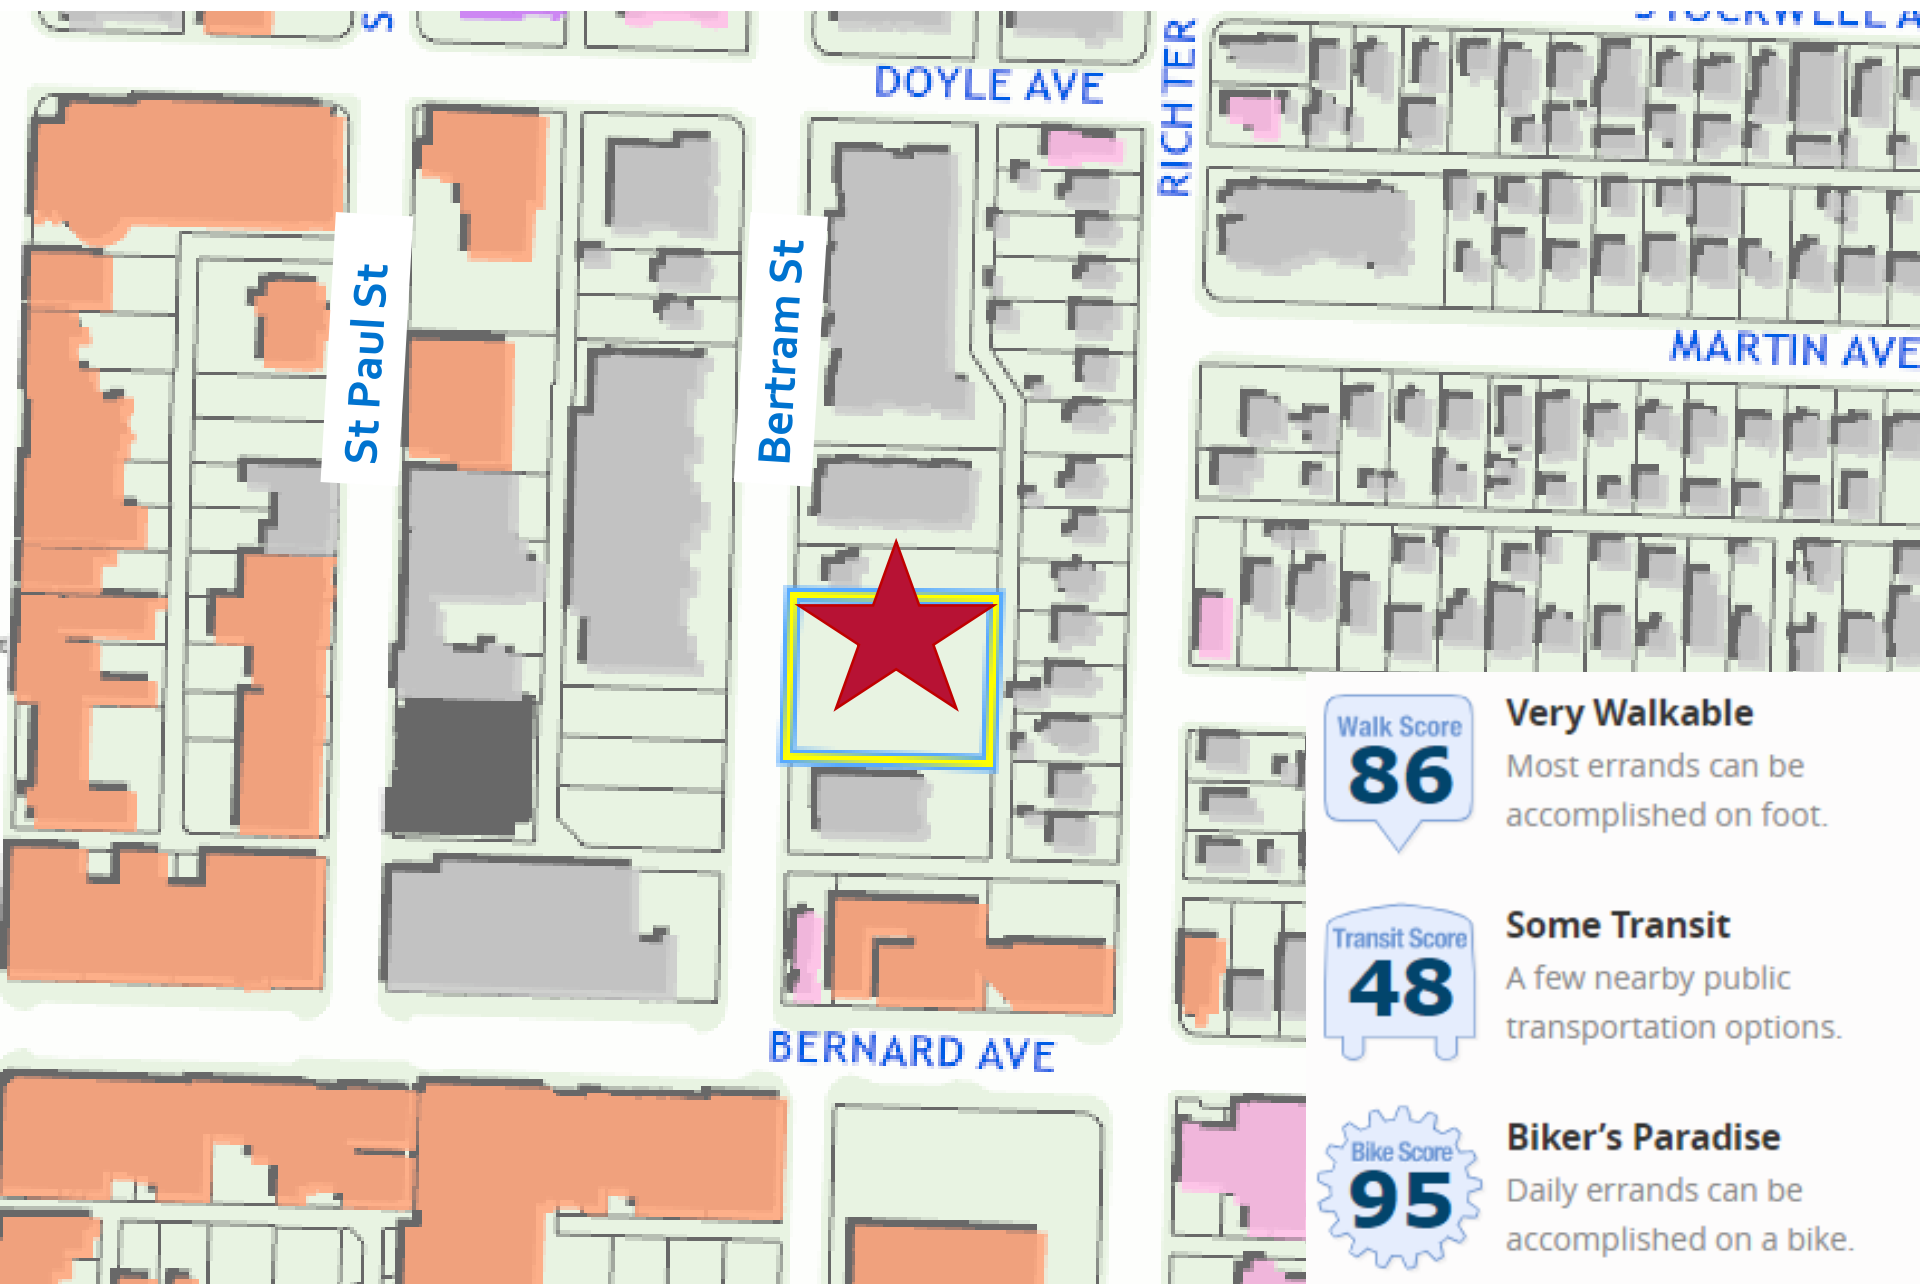 S
STOCKWELL A
DOYLE AVE
RICHTER
St Paul St
Bertram St
MARTIN AVE
BERNARD AVE
Walk Score
86
Very Walkable
Most errands can be
accomplished on foot.
Transit Score
48
Some Transit
A few nearby public
transportation options.
Bike Score
95
Biker’s Paradise
Daily errands can be
accomplished on a bike.